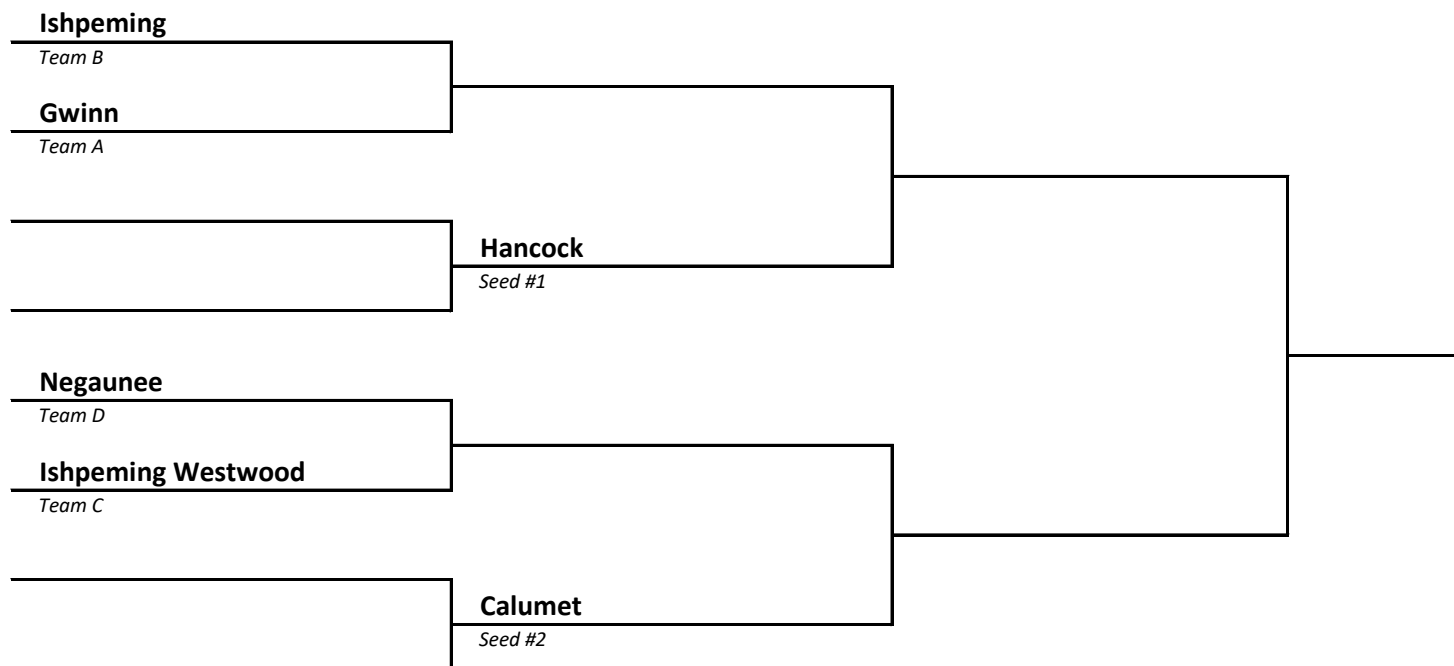 Ishpeming
Team B
Gwinn
Team A
Hancock
Seed #1
Negaunee
Team D
Ishpeming Westwood
Team C
Calumet
Seed #2